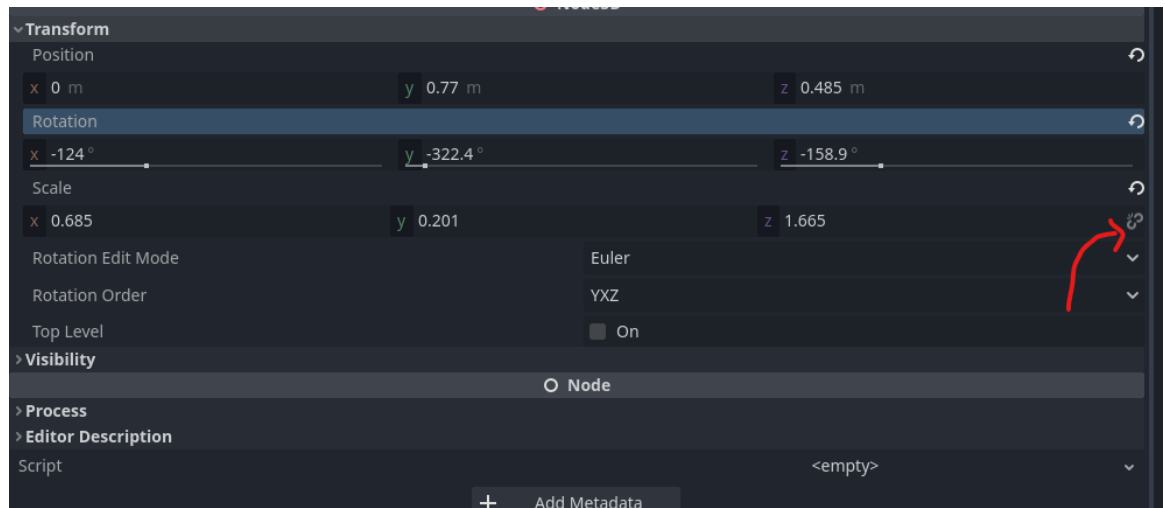 Transform
Position
x 0 m y 0.77 m z 0.485 m
Rotation
x -124 ° y -322.4 ° z -158.9 °
Scale
x 0.685 y 0.201 z 1.665
Rotation Edit Mode Euler
Rotation Order YXZ
Top Level On
Visibility
Node
Process
Editor Description
Script <empty>
+ Add Metadata